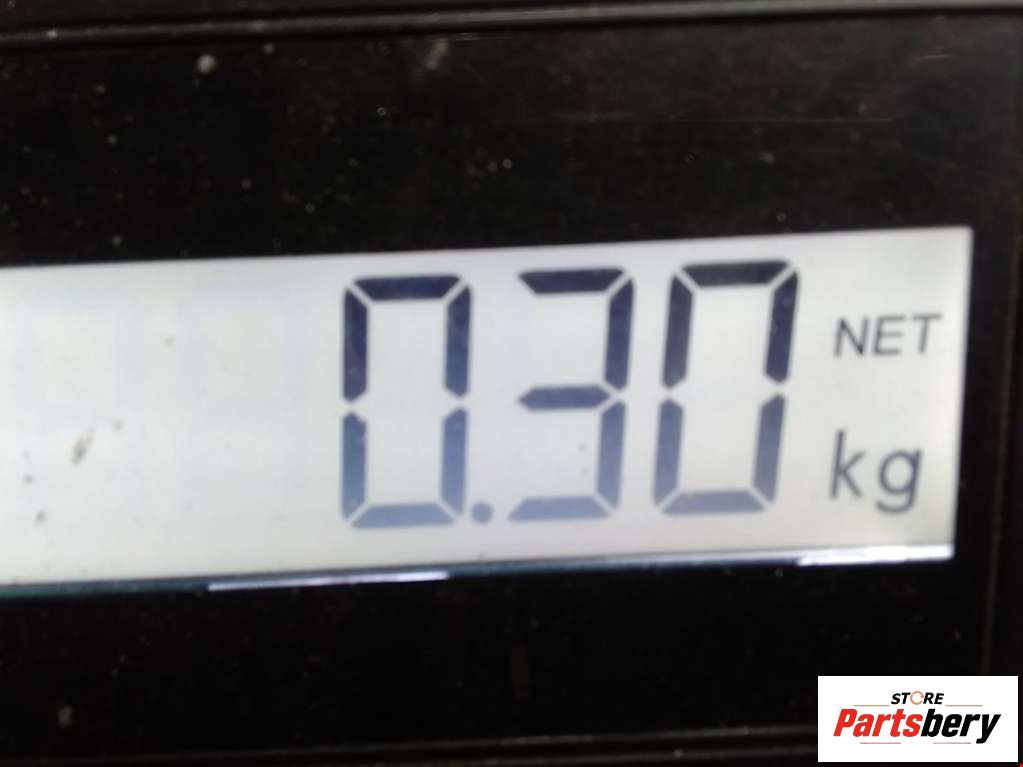 0.30 NET
kg
STORE
Partsbery